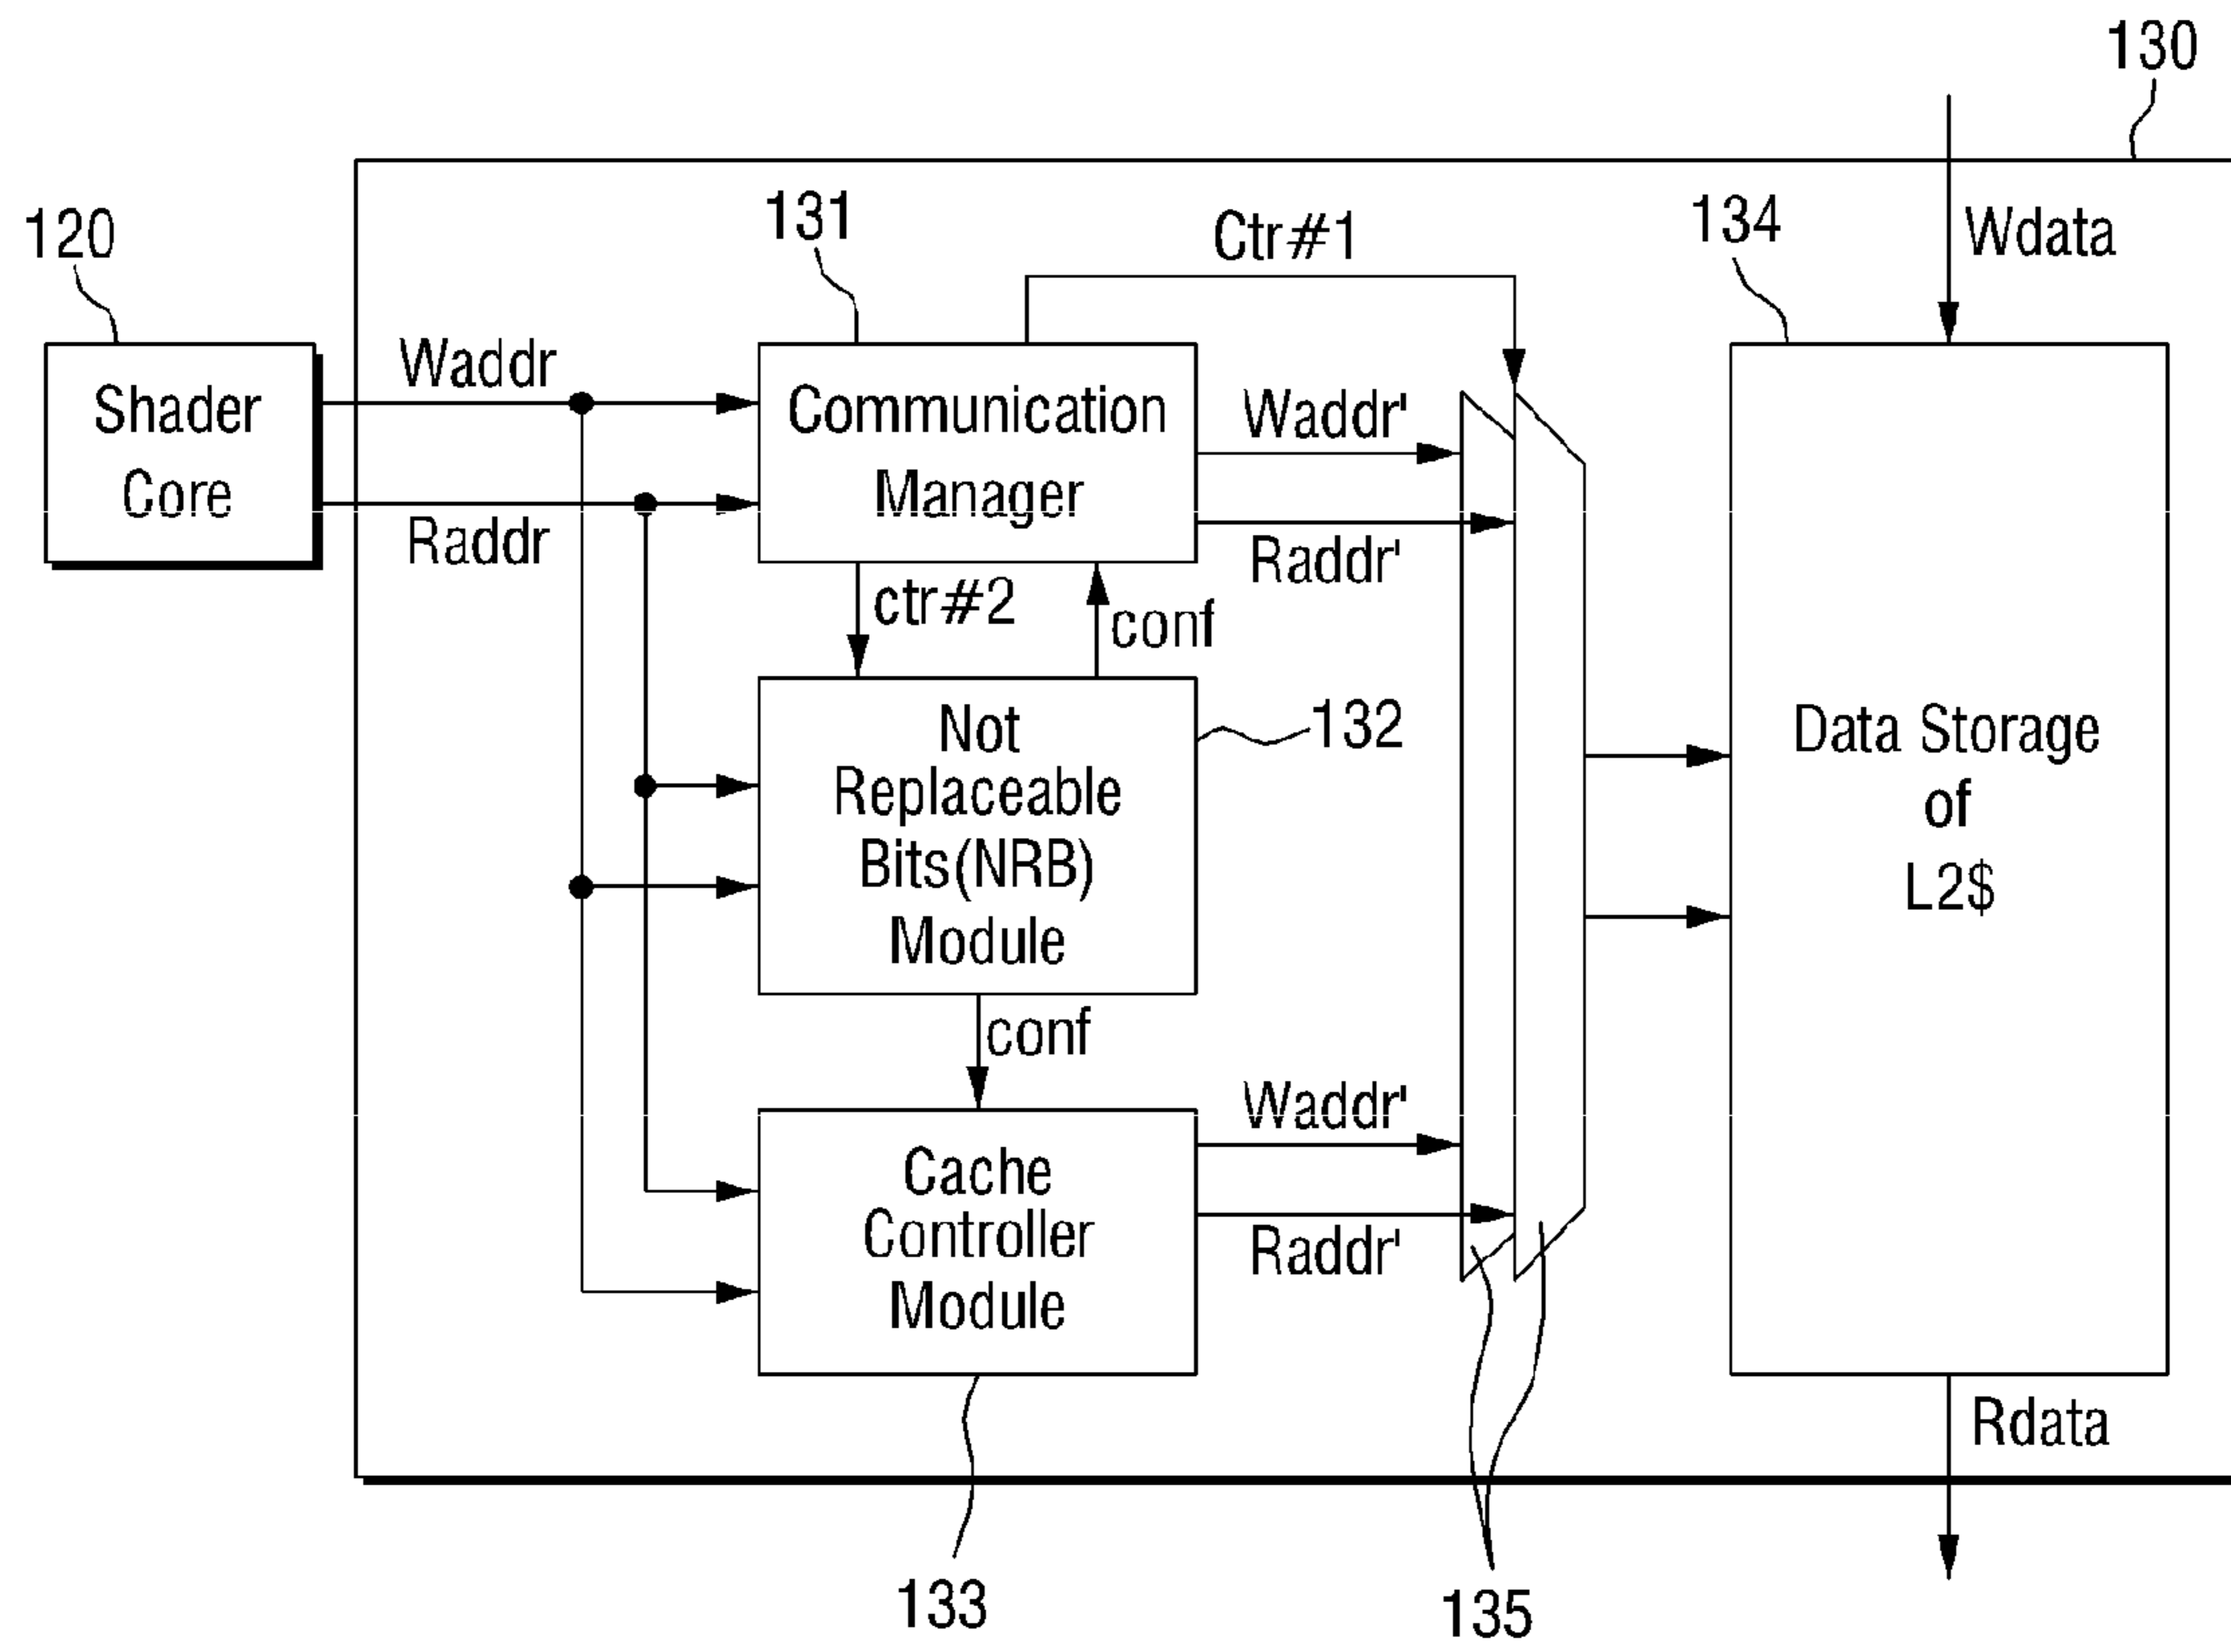 130
120
131
Ctr#1
134
Wdata
Waddr
Raddr
Shader
Core
Communication
Manager
Waddr'
Raddr'
ctr#2
conf
Not
Replaceable
Bits(NRB)
Module
132
Data Storage
of
L2$
conf
Cache
Controller
Module
Waddr'
Raddr'
Rdata
133
135